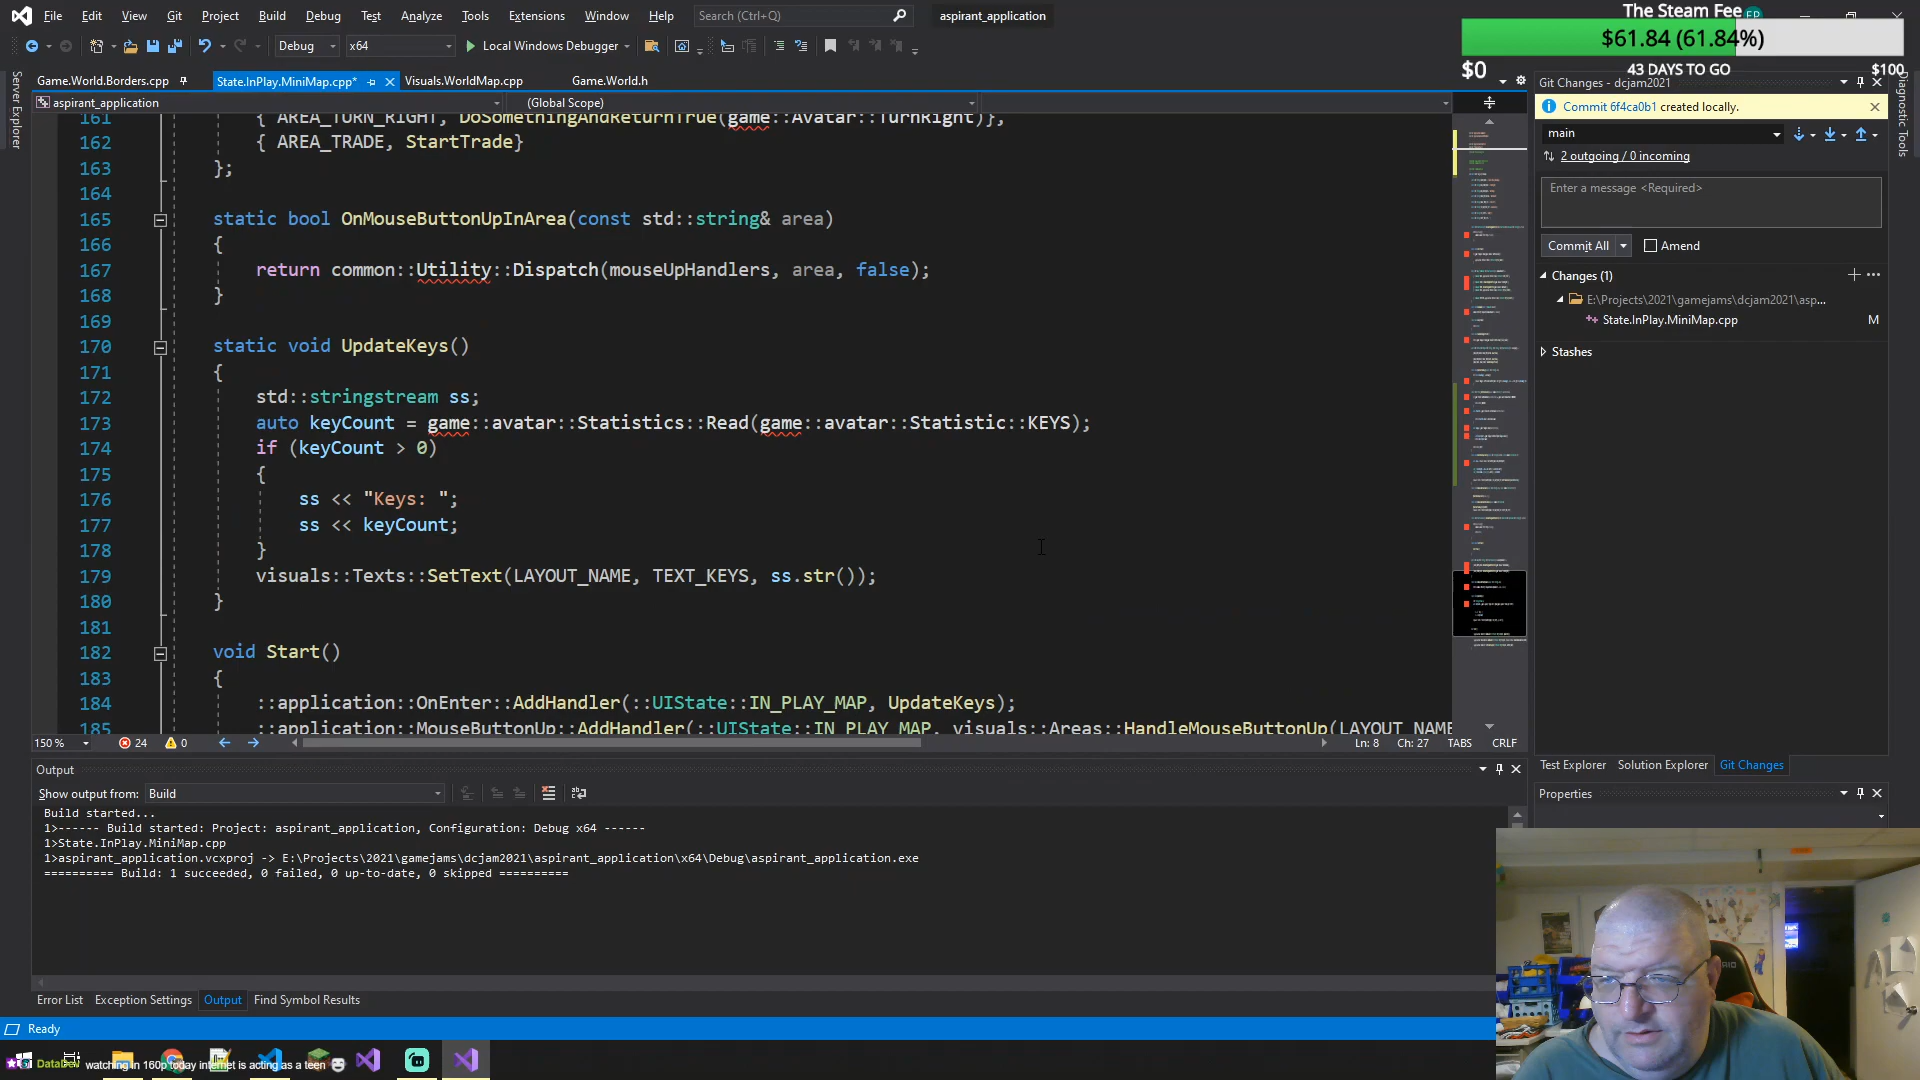 File Edit View Git Project Build Debug Test Analyze Tools Extensions Window Help Search (Ctrl+Q) aspirant_application
The Steam Fee
$61.84 (61.84%)
$0 43 DAYS TO GO $100
Debug x64 Local Windows Debugger
Server Explorer
Game.World.Borders.cpp State.InPlay.MiniMap.cpp* Visuals.WorldMap.cpp Game.World.h
aspirant_application (Global Scope)
161 { AREA_TURN_RIGHT, DoSomethingAndReturnTrue(game::Avatar::TurnRight)},
162 { AREA_TRADE, StartTrade}
163 };
164
165 static bool OnMouseButtonUpInArea(const std::string& area)
166 {
167 return common::Utility::Dispatch(mouseUpHandlers, area, false);
168 }
169
170 static void UpdateKeys()
171 {
172 std::stringstream ss;
173 auto keyCount = game::avatar::Statistics::Read(game::avatar::Statistic::KEYS);
174 if (keyCount > 0)
175 {
176 ss << "Keys: ";
177 ss << keyCount;
178 }
179 visuals::Texts::SetText(LAYOUT_NAME, TEXT_KEYS, ss.str());
180 }
181
182 void Start()
183 {
184 ::application::OnEnter::AddHandler(::UIState::IN_PLAY_MAP, UpdateKeys);
185 ::application::MouseButtonUp::AddHandler(::UIState::IN_PLAY_MAP, visuals::Areas::HandleMouseButtonUp(LAYOUT_NAME
150 % 24 0 Ln: 8 Ch: 27 TABS CRLF
Output
Show output from: Build
Build started...
1>------ Build started: Project: aspirant_application, Configuration: Debug x64 ------
1>State.InPlay.MiniMap.cpp
1>aspirant_application.vcxproj -> E:\Projects\2021\gamejams\dcjam2021\aspirant_application\x64\Debug\aspirant_application.exe
========== Build: 1 succeeded, 0 failed, 0 up-to-date, 0 skipped ==========
Error List Exception Settings Output Find Symbol Results
Ready
watching in 160p today internet is acting as a teen
Git Changes - dcjam2021
Commit 6f4ca0b1 created locally.
main
2 outgoing / 0 incoming
Enter a message <Required>
Commit All Amend
Changes (1)
E:\Projects\2021\gamejams\dcjam2021\asp...
State.InPlay.MiniMap.cpp M
Stashes
Test Explorer Solution Explorer Git Changes
Properties
Diagnostic Tools